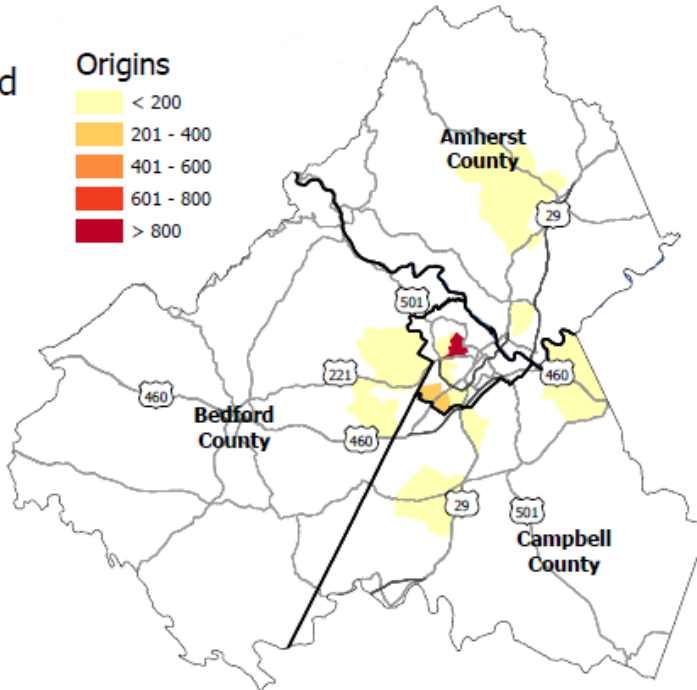 d
Origins
< 200
201 - 400
401 - 600
601 - 800
> 800
Amherst
County
29
501
221
460
460
Bedford
County
460
29
501
Campbell
County